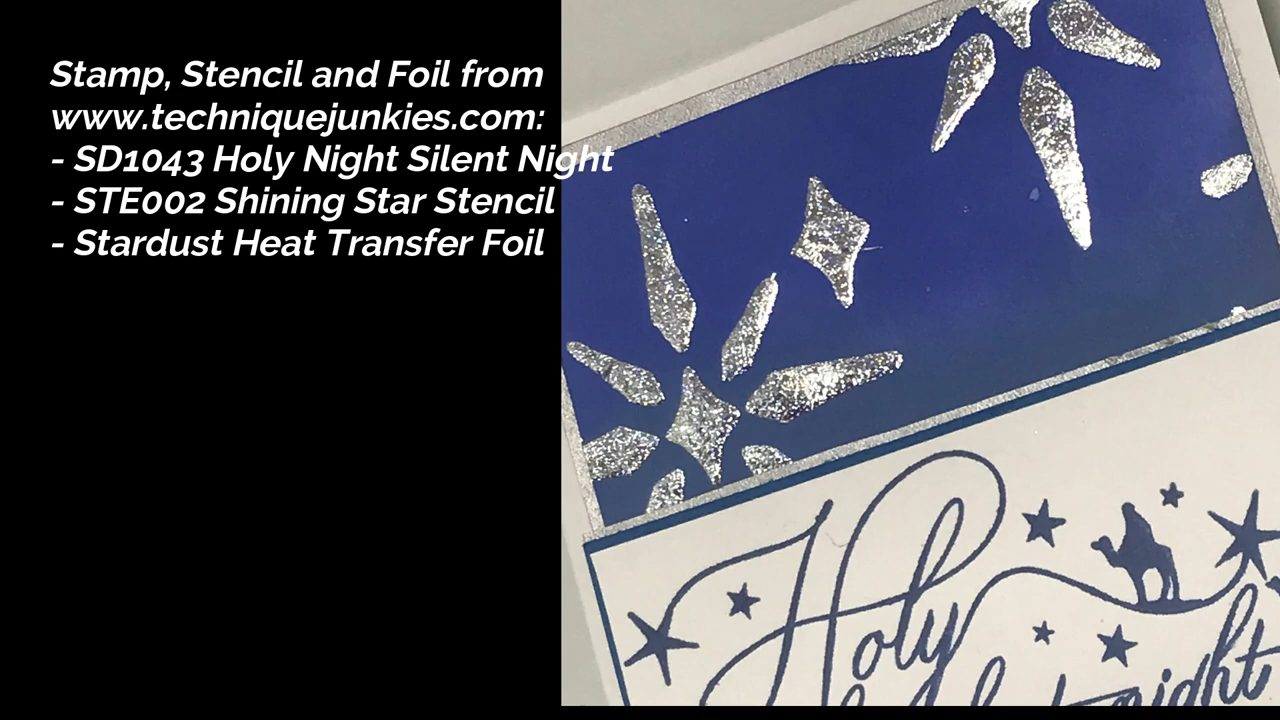 Stamp, Stencil and Foil from
www.techniquejunkies.com:
- SD1043 Holy Night Silent Night
- STE002 Shining Star Stencil
- Stardust Heat Transfer Foil
Holy
night